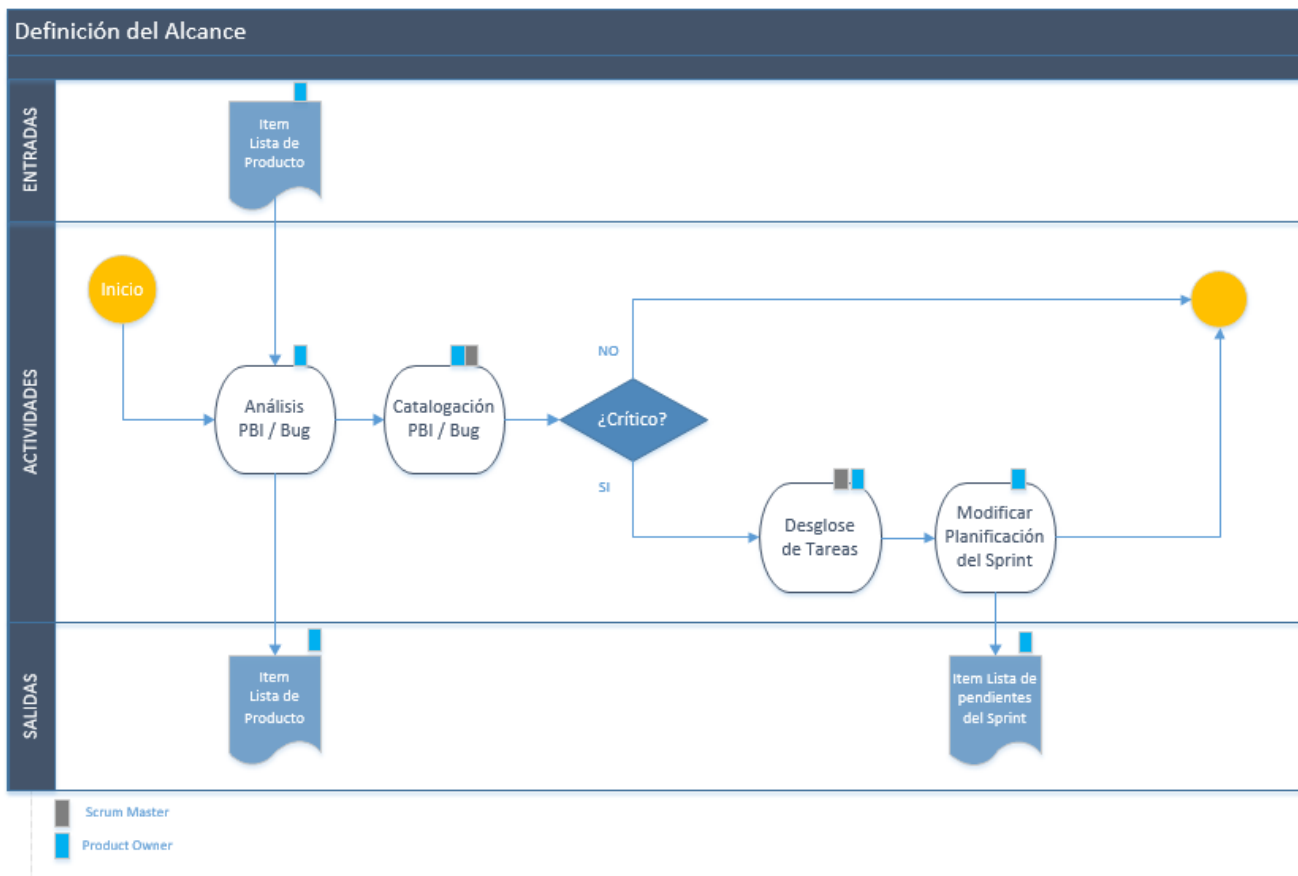 Definición del Alcance
ENTRADAS
Item
Lista de
Producto
ACTIVIDADES
Inicio
Análisis
PBI / Bug
Catalogación
PBI / Bug
¿Crítico?
NO
SI
Desglose
de Tareas
Modificar
Planificación
del Sprint
SALIDAS
Item
Lista de
Producto
Item Lista de
pendientes
del Sprint
Scrum Master
Product Owner